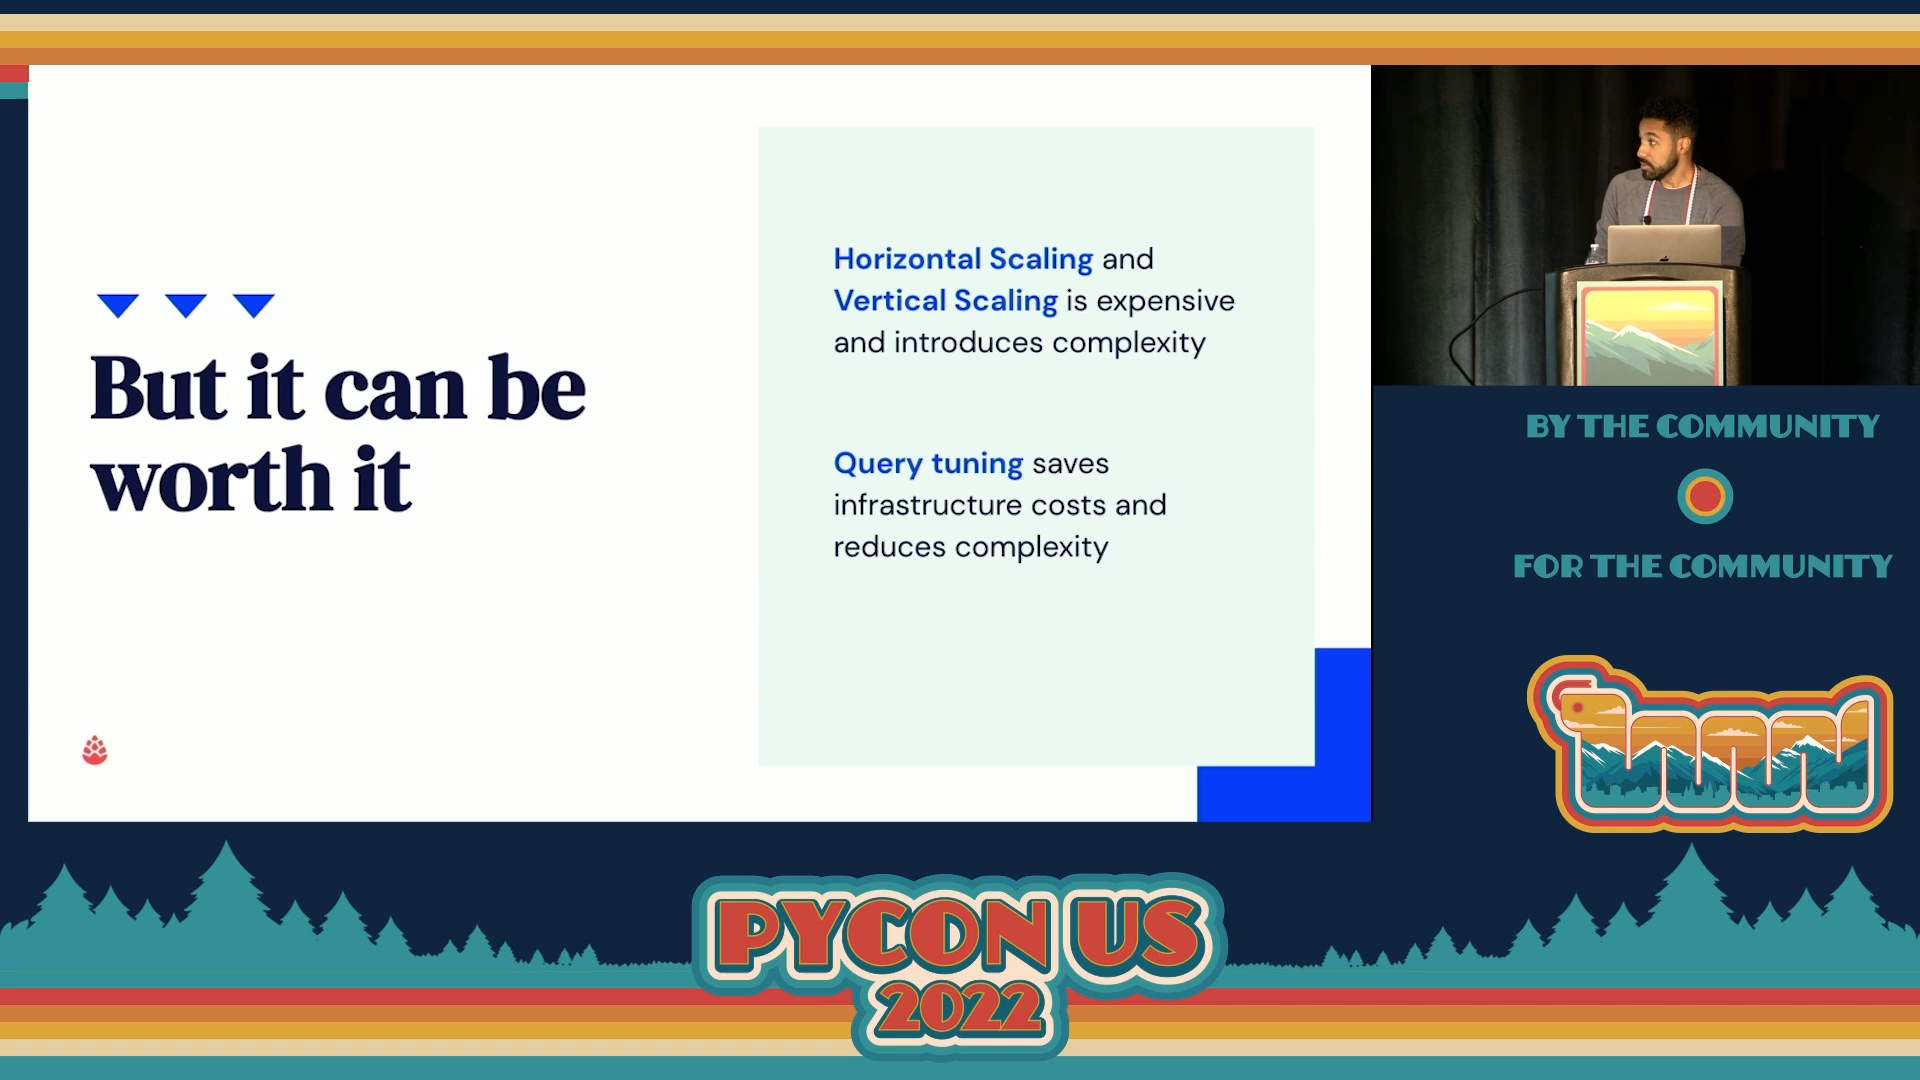 But it can be
worth it
Horizontal Scaling and
Vertical Scaling is expensive
and introduces complexity
Query tuning saves
infrastructure costs and
reduces complexity
BY THE COMMUNITY
FOR THE COMMUNITY
PYCON US
2022